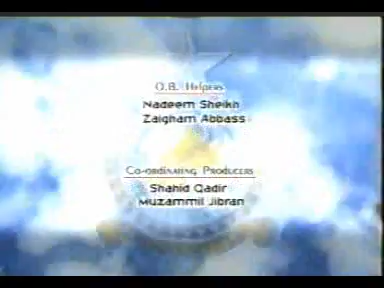 O.B. Helpers
Nadeem Sheikh
Zaigham Abbass
Co-ordinating Producers
Shahid Qadir
Muzammil Jibran